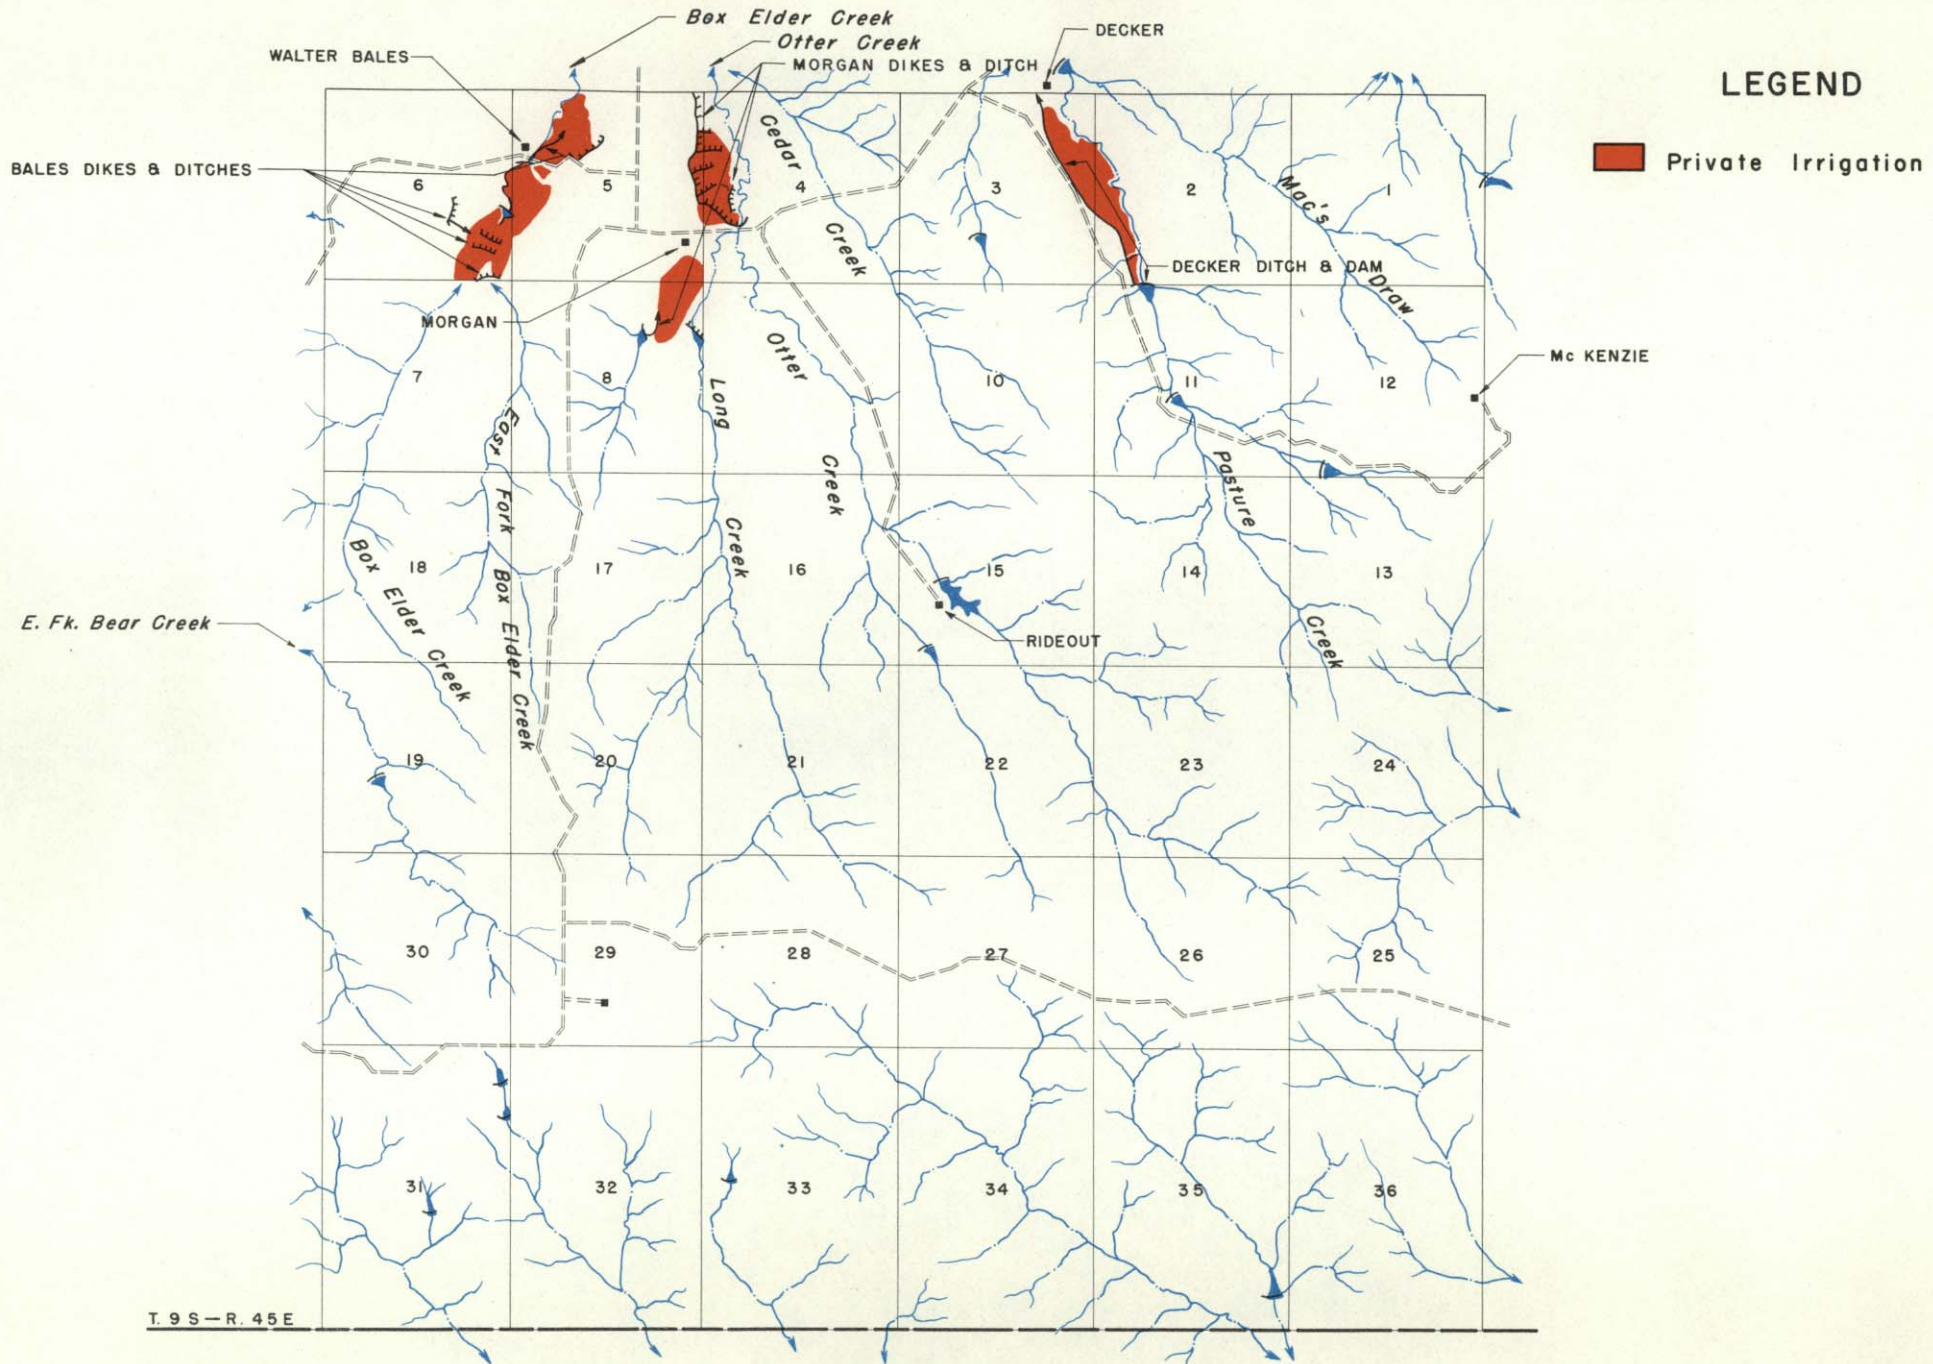 Box Elder Creek
Otter Creek
DECKER
WALTER BALES
MORGAN DIKES & DITCH
LEGEND
Private Irrigation
BALES DIKES & DITCHES
6
5
4
3
2
1
Cedar
Creek
Mac's
Draw
DECKER DITCH & DAM
MORGAN
Mc KENZIE
7
8
10
11
12
Otter
Creek
Long
Creek
East
Fork
Box
Elder
Creek
Pasture
Creek
Box
Elder
Creek
18
17
16
15
14
13
E. Fk. Bear Creek
RIDEOUT
19
20
21
22
23
24
30
29
28
27
26
25
31
32
33
34
35
36
T. 9 S—R. 45 E